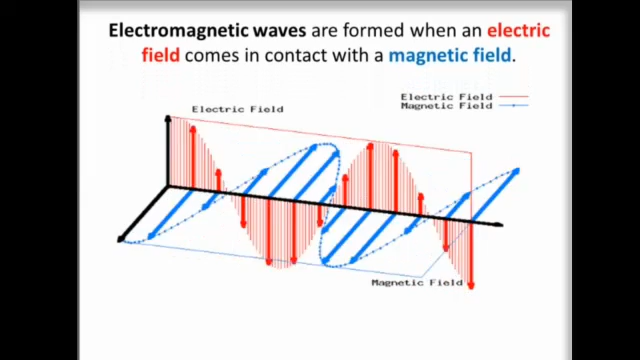 Electromagnetic waves are formed when an electric
field comes in contact with a magnetic field.
Electric Field
Electric Field
Magnetic Field
Magnetic Field